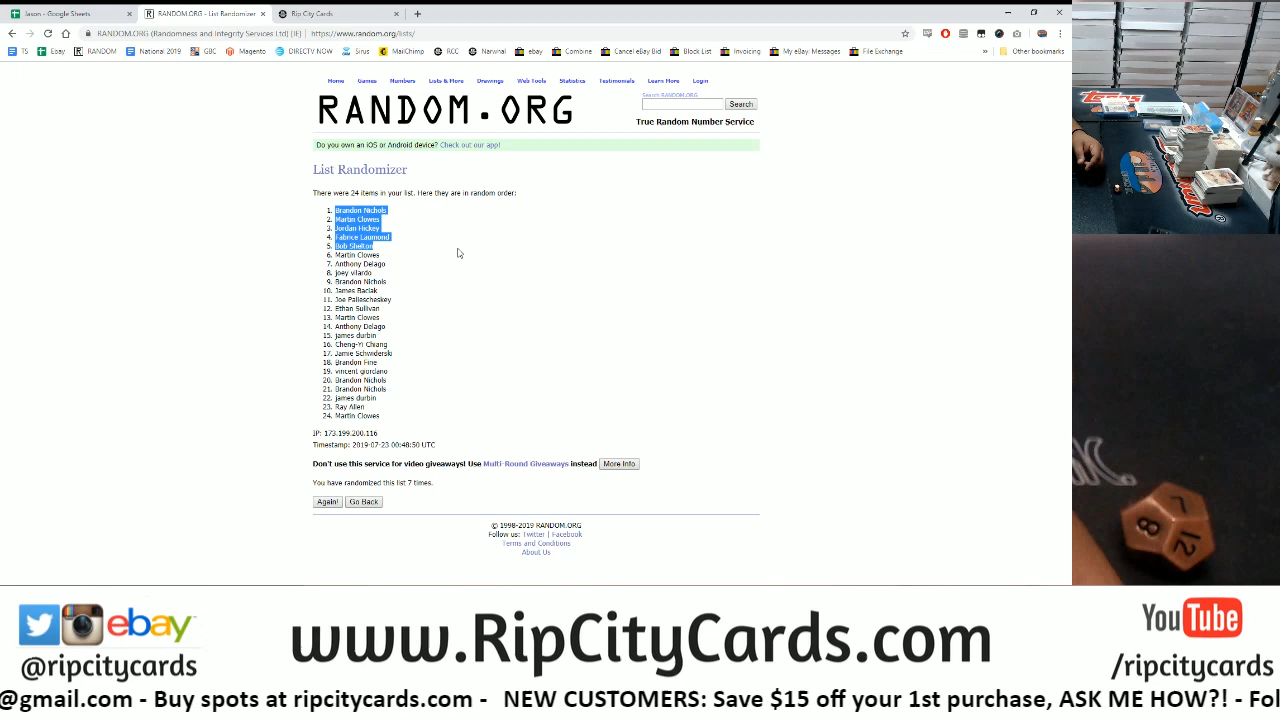 Jason - Google Sheets
RANDOM.ORG - List Randomizer
Rip City Cards
RANDOM.ORG (Randomness and Integrity Services Ltd) [IE] | https://www.random.org/lists/
TS
Ebay
RANDOM
National 2019
GBC
Magento
DIRECTV NOW
Sirus
MailChimp
RCC
Narwhal
ebay
Combine
Cancel eBay Bid
Block List
Invoicing
My eBay: Messages
File Exchange
Other bookmarks
Home Games Numbers Lists & More Drawings Web Tools Statistics Testimonials Learn More Login
RANDOM.ORG
Search RANDOM.ORG
Search
True Random Number Service
Do you own an iOS or Android device? Check out our app!
List Randomizer
There were 24 items in your list. Here they are in random order:
1. Brandon Nichols
2. Martin Clowes
3. Jordan Hickey
4. Fabrice Laumond
5. Bob Shelton
6. Martin Clowes
7. Anthony Delago
8. joey vilardo
9. Brandon Nichols
10. James Baciak
11. Joe Pallescheskey
12. Ethan Sullivan
13. Martin Clowes
14. Anthony Delago
15. james durbin
16. Cheng-Yi Chiang
17. Jamie Schwiderski
18. Brandon Fine
19. vincent giordano
20. Brandon Nichols
21. Brandon Nichols
22. james durbin
23. Ray Allen
24. Martin Clowes
IP: 173.199.200.116
Timestamp: 2019-07-23 00:48:50 UTC
Don't use this service for video giveaways! Use Multi-Round Giveaways instead
More Info
You have randomized this list 7 times.
Again!
Go Back
© 1998-2019 RANDOM.ORG
Follow us: Twitter | Facebook
Terms and Conditions
About Us
Topps
8
7
12
ebay
@ripcitycards
www.RipCityCards.com
YouTube
/ripcitycards
@gmail.com - Buy spots at ripcitycards.com - NEW CUSTOMERS: Save $15 off your 1st purchase, ASK ME HOW?! - Fol